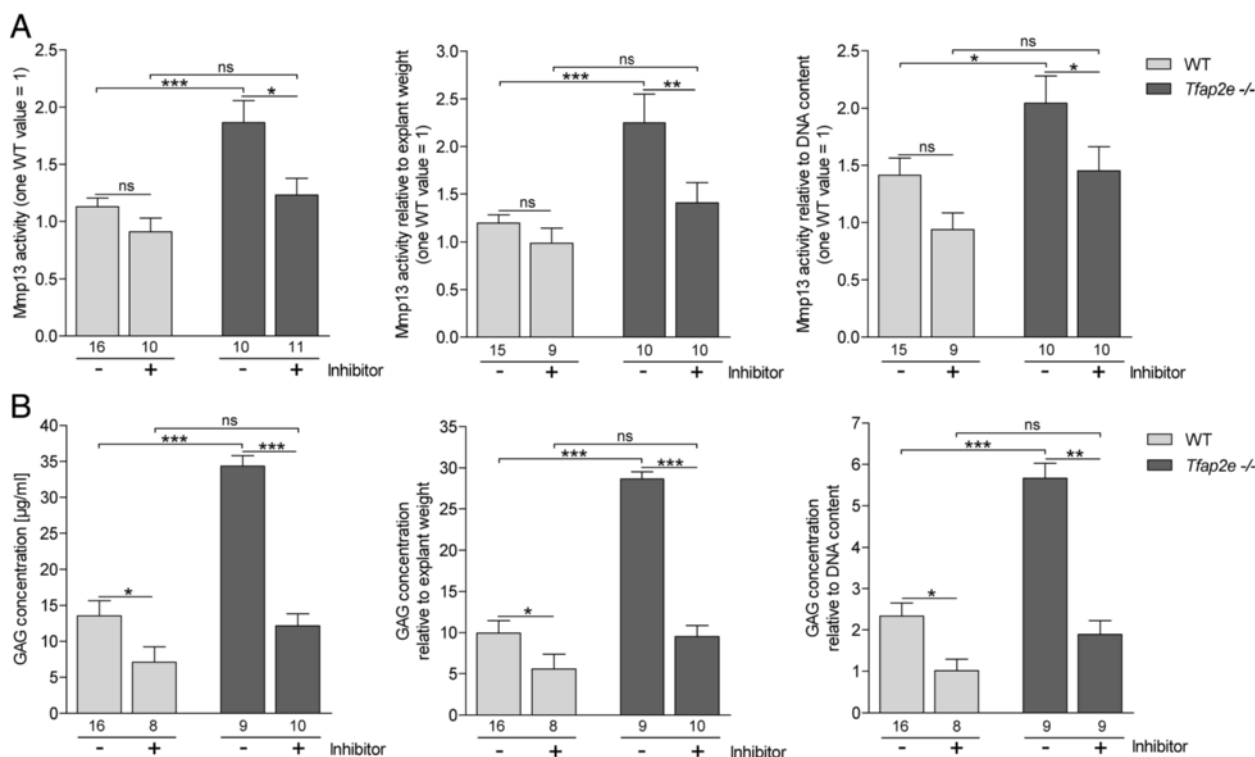 A
Mmp13 activity (one WT value = 1)
2.5
2.0
1.5
1.0
0.5
0.0
ns
***
*
ns
16 10 10 11
- + - + Inhibitor
Mmp13 activity relative to explant weight
(one WT value = 1)
3.0
2.5
2.0
1.5
1.0
0.5
0.0
ns
***
**
ns
15 9 10 10
- + - + Inhibitor
Mmp13 activity relative to DNA content
(one WT value = 1)
2.5
2.0
1.5
1.0
0.5
0.0
ns
*
*
ns
15 9 10 10
- + - + Inhibitor
WT
Tfap2e -/-
B
GAG concentration [µg/ml]
40
35
30
25
20
15
10
5
0
ns
***
***
*
16 8 9 10
- + - + Inhibitor
GAG concentration
relative to explant weight
35
30
25
20
15
10
5
0
ns
***
***
*
16 8 9 10
- + - + Inhibitor
GAG concentration
relative to DNA content
7
6
5
4
3
2
1
0
ns
***
**
*
16 8 9 9
- + - + Inhibitor
WT
Tfap2e -/-